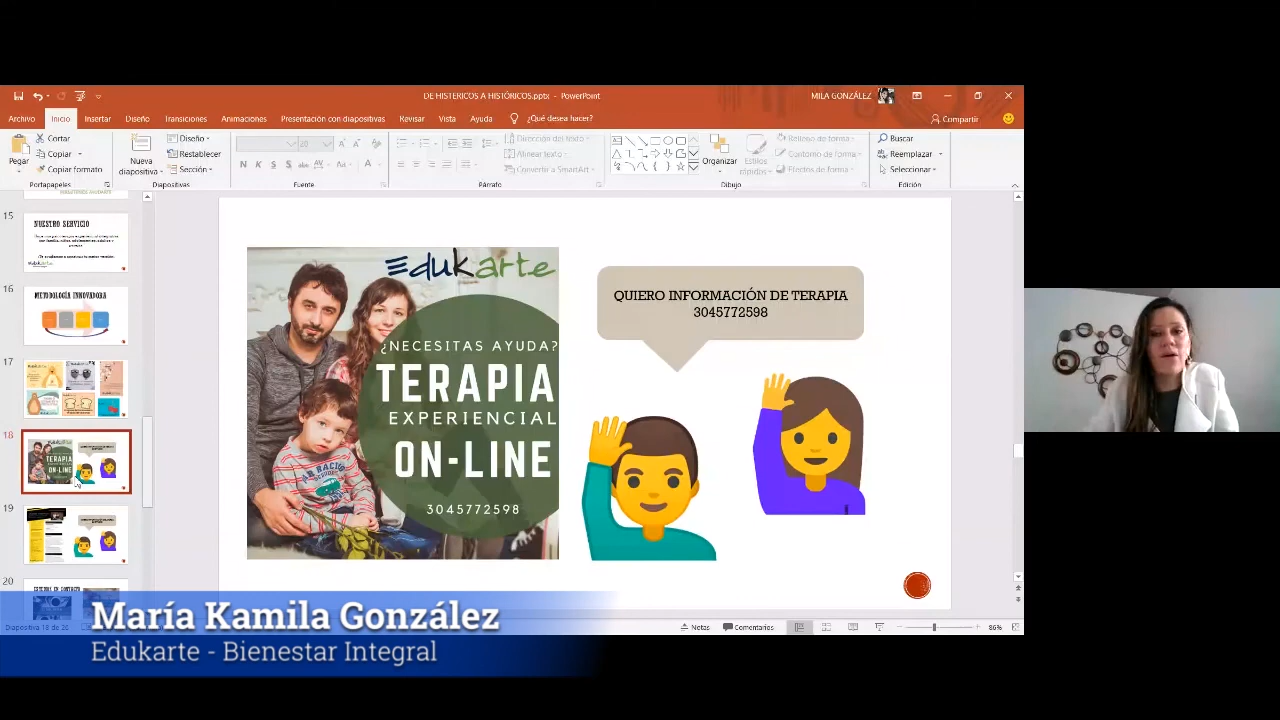 DE HISTERICOS A HISTÓRICOS.pptx - PowerPoint
MILA GONZÁLEZ
Archivo Inicio Insertar Diseño Transiciones Animaciones Presentación con diapositivas Revisar Vista Ayuda ¿Qué desea hacer? Compartir
Pegar
Cortar
Copiar
Copiar formato
Portapapeles
Nueva
diapositiva
Diseño
Restablecer
Sección
Diapositivas
20
N K S S abc AV Aa A
Fuente
Dirección del texto
Alinear texto
Convertir a SmartArt
Párrafo
Organizar
Estilos
rápidos
Relleno de forma
Contorno de forma
Efectos de forma
Dibujo
Buscar
Reemplazar
Seleccionar
Edición
15
NUESTRO SERVICIO
16
METODOLOGÍA INNOVADORA
17
18
TERAPIA
ON-LINE
19
20
Edukarte
¿NECESITAS AYUDA?
TERAPIA
EXPERIENCIAL
ON-LINE
3045772598
QUIERO INFORMACIÓN DE TERAPIA
3045772598
María Kamila González
Edukarte - Bienestar Integral
Notas Comentarios 86%